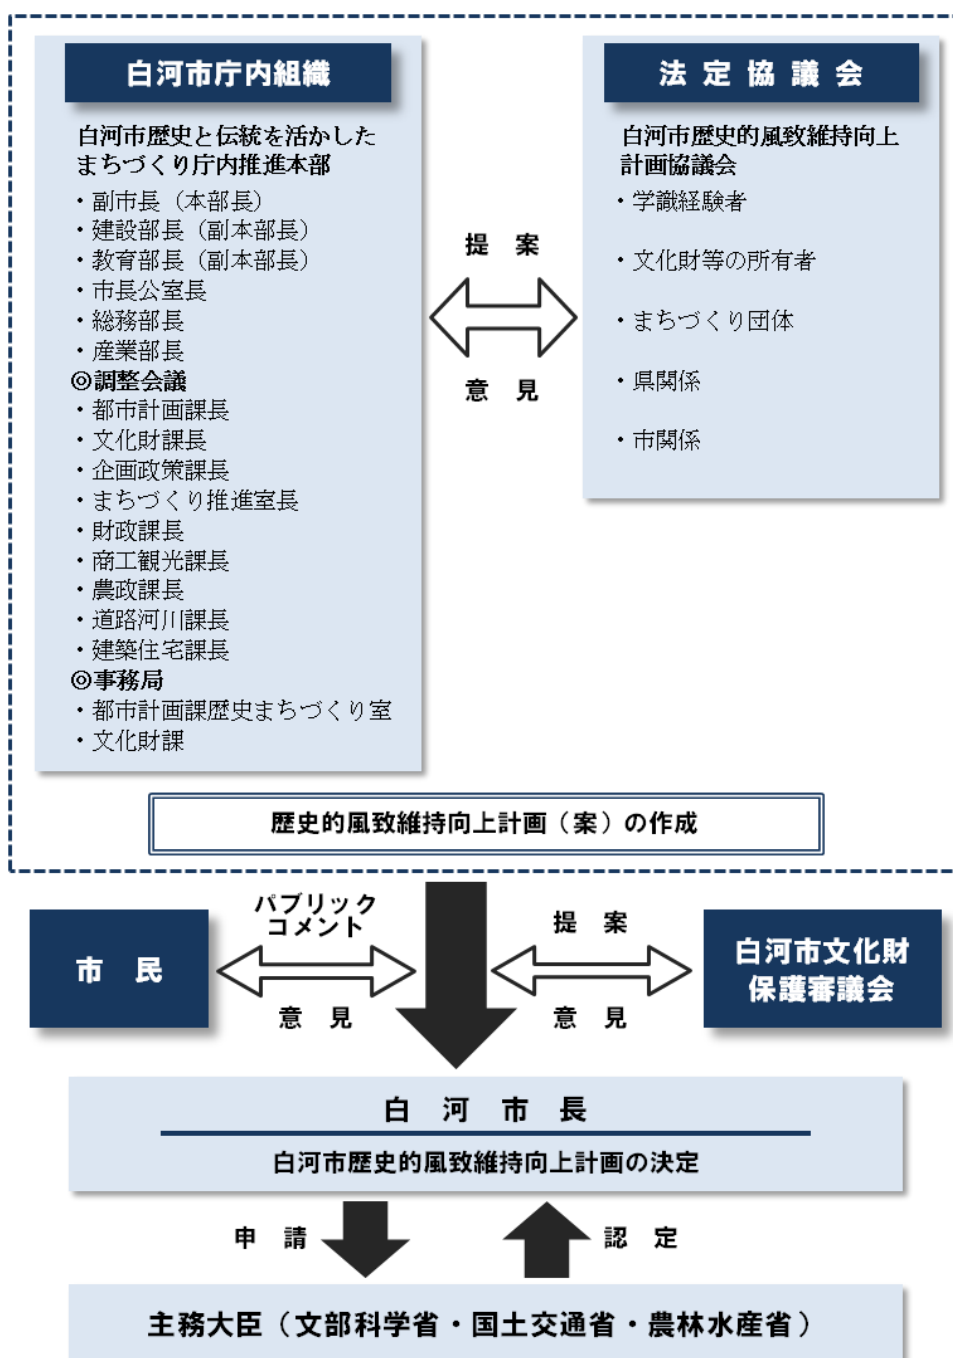 白河市庁内組織
白河市歴史と伝統を活かした
まちづくり庁内推進本部
・副市長（本部長）
・建設部長（副本部長）
・教育部長（副本部長）
・市長公室長
・総務部長
・産業部長
◎調整会議
・都市計画課長
・文化財課長
・企画政策課長
・まちづくり推進室長
・財政課長
・商工観光課長
・農政課長
・道路河川課長
・建築住宅課長
◎事務局
・都市計画課歴史まちづくり室
・文化財課
提　案
意　見
法定協議会
白河市歴史的風致維持向上
計画協議会
・学識経験者
・文化財等の所有者
・まちづくり団体
・県関係
・市関係
歴史的風致維持向上計画（案）の作成
市　民
パブリック
コメント
意　見
提　案
意　見
白河市文化財
保護審議会
白　河　市　長
白河市歴史的風致維持向上計画の決定
申　請
認　定
主務大臣（文部科学省・国土交通省・農林水産省）